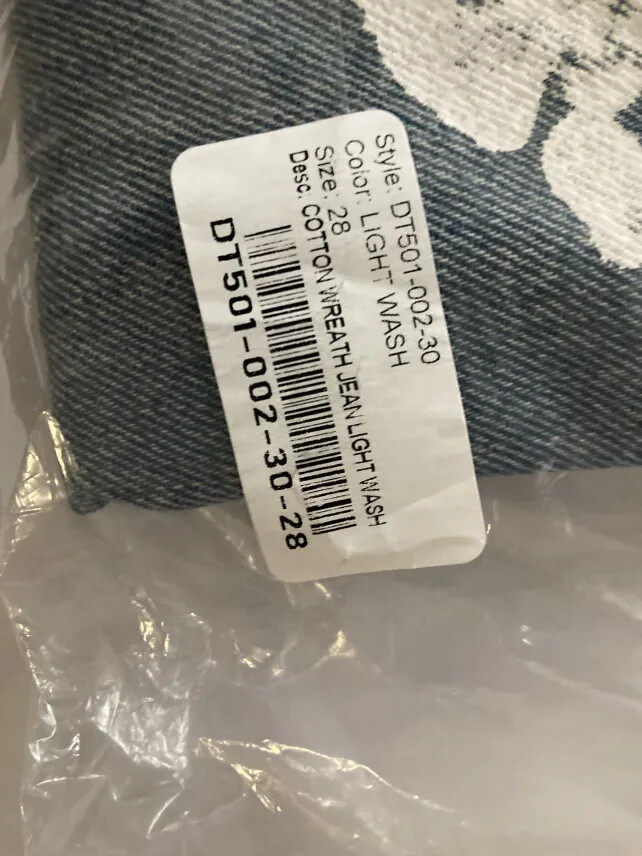 Style: DT501-002-30
Color: LIGHT WASH
Size: 28
Desc: COTTON WREATH JEAN LIGHT WASH
DT501-002-30-28